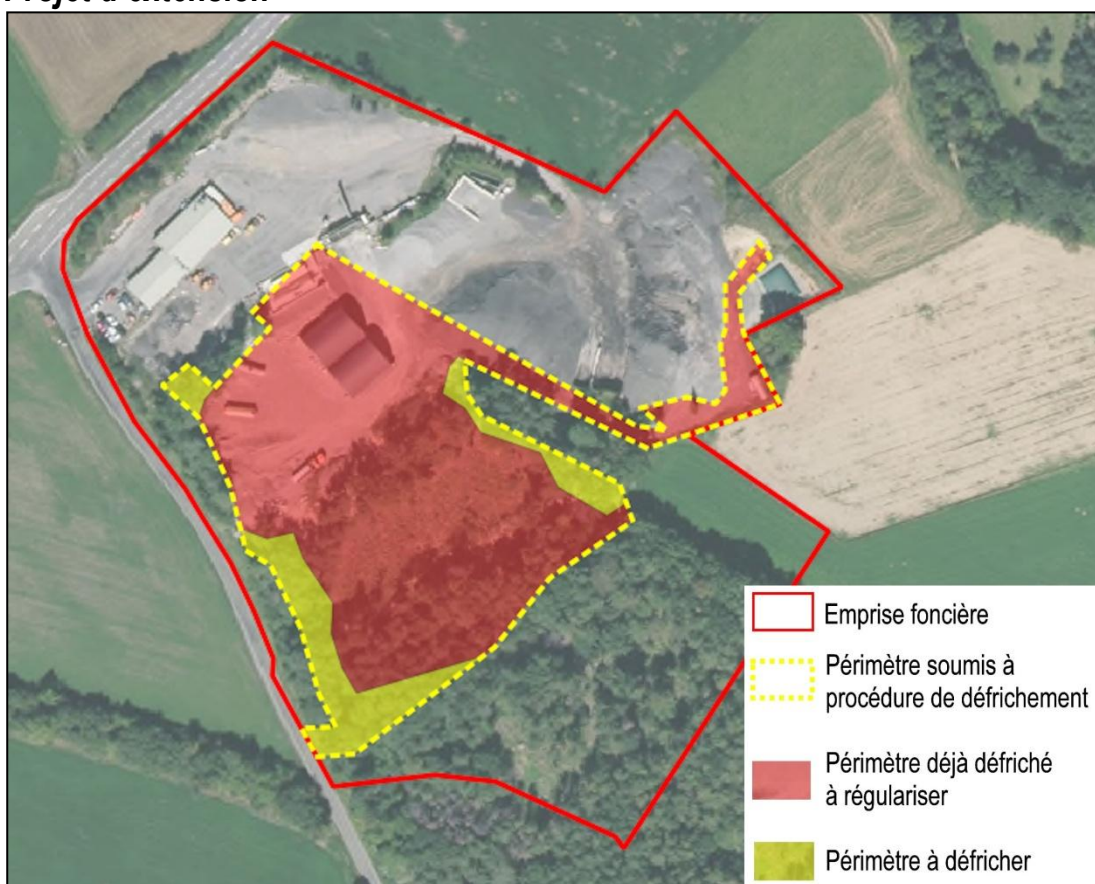 Projet d'extension
Emprise foncière
Périmètre soumis à
procédure de défrichement
Périmètre déjà défriché
à régulariser
Périmètre à défricher